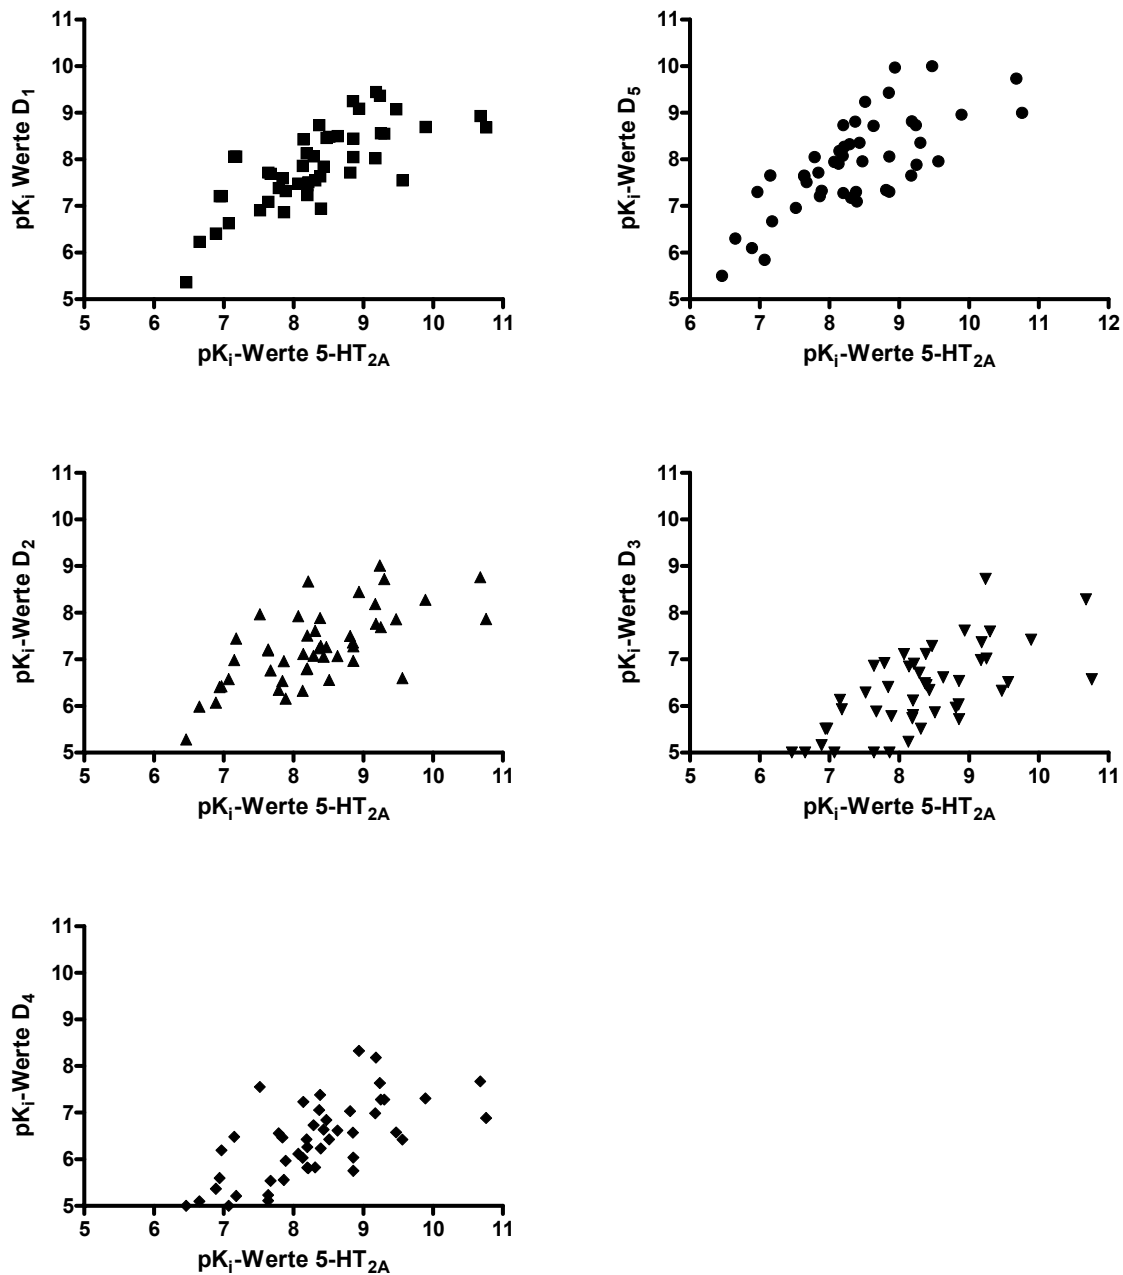 11
10
9
8
7
6
5
pKi Werte D1
5 6 7 8 9 10 11
pKi-Werte 5-HT2A
11
10
9
8
7
6
5
pKi-Werte D5
6 7 8 9 10 11 12
pKi-Werte 5-HT2A
11
10
9
8
7
6
5
pKi-Werte D2
5 6 7 8 9 10 11
pKi-Werte 5-HT2A
11
10
9
8
7
6
5
pKi-Werte D3
5 6 7 8 9 10 11
pKi-Werte 5-HT2A
11
10
9
8
7
6
5
pKi-Werte D4
5 6 7 8 9 10 11
pKi-Werte 5-HT2A